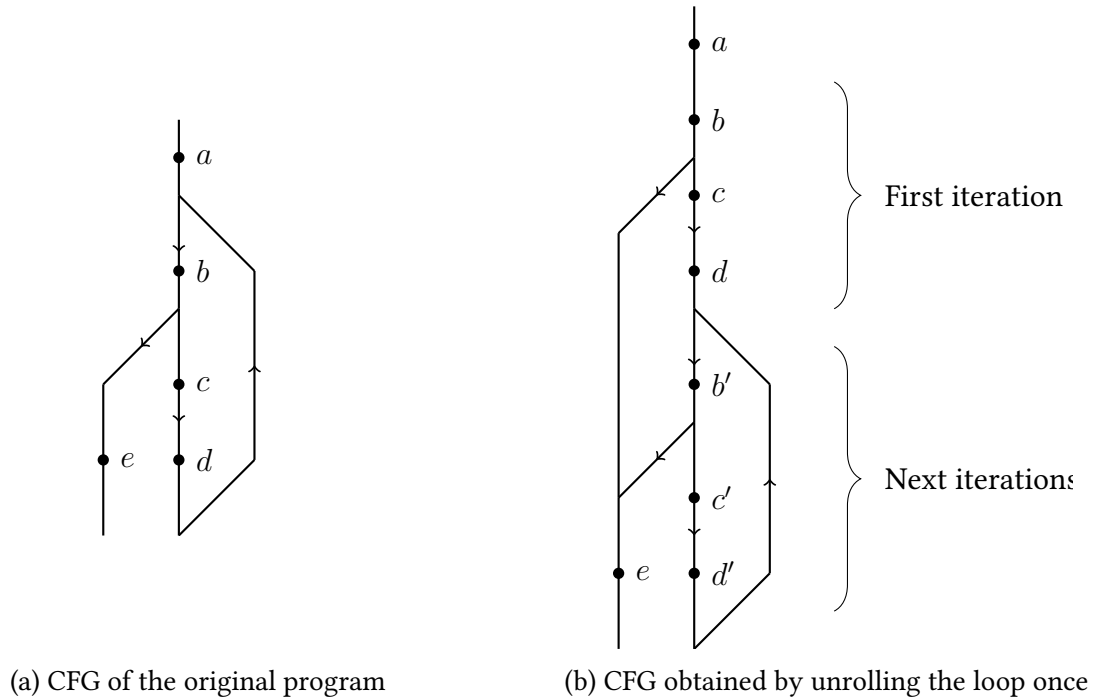 a
b
c
d
e
(a) CFG of the original program
a
b
c
d
First iteration
b′
c′
d′
e
Next iterations
(b) CFG obtained by unrolling the loop once